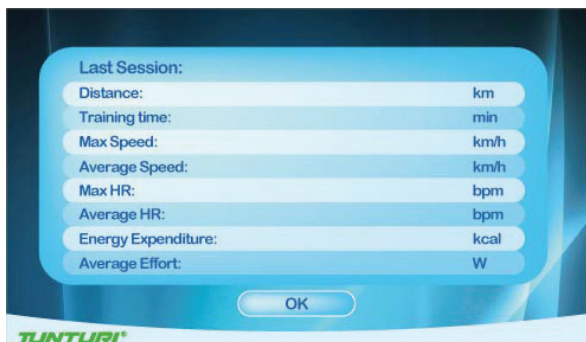 Last Session:
Distance: km
Training time: min
Max Speed: km/h
Average Speed: km/h
Max HR: bpm
Average HR: bpm
Energy Expenditure: kcal
Average Effort: W
OK
TUNTURI®